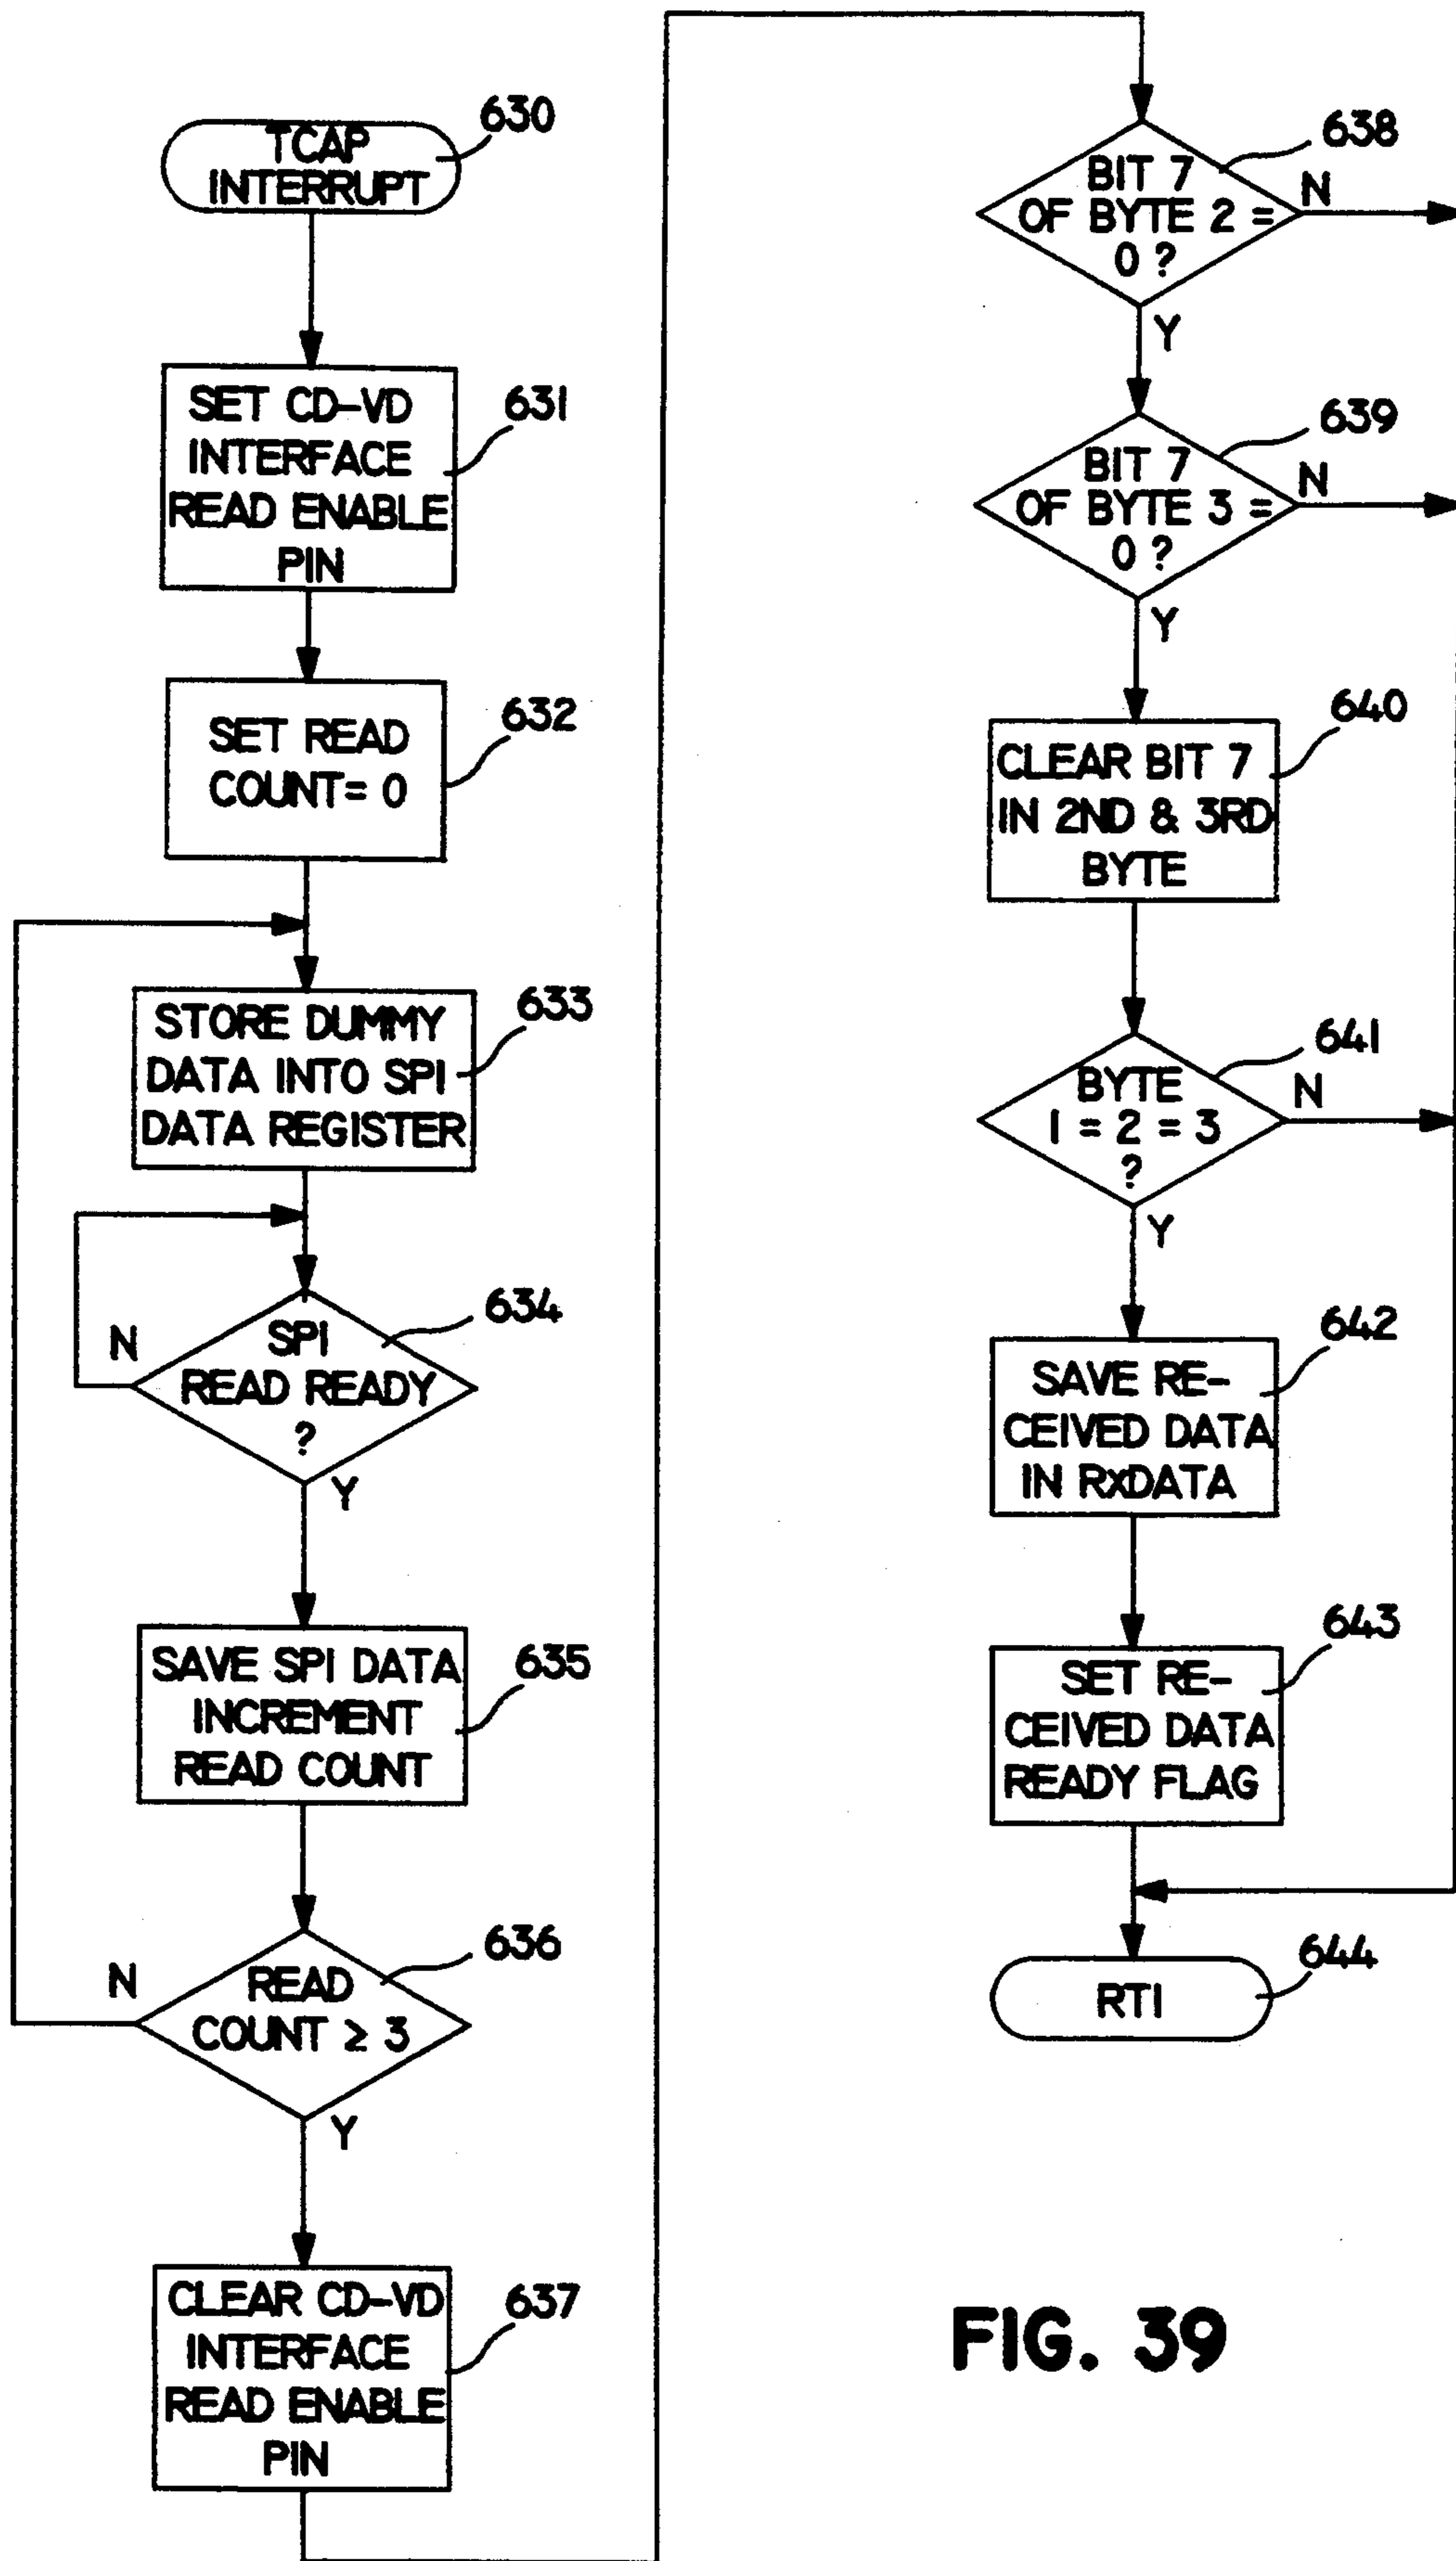 TCAP
INTERRUPT
630
SET CD-VD
INTERFACE
READ ENABLE
PIN
631
SET READ
COUNT= 0
632
STORE DUMMY
DATA INTO SPI
DATA REGISTER
633
SPI
READ READY
?
634
N
Y
SAVE SPI DATA
INCREMENT
READ COUNT
635
READ
COUNT ≥ 3
636
N
Y
CLEAR CD-VD
INTERFACE
READ ENABLE
PIN
637
BIT 7
OF BYTE 2 =
0 ?
638
N
Y
BIT 7
OF BYTE 3 =
0 ?
639
N
Y
CLEAR BIT 7
IN 2ND & 3RD
BYTE
640
BYTE
1 = 2 = 3
?
641
N
Y
SAVE RE-
CEIVED DATA
IN RXDATA
642
SET RE-
CEIVED DATA
READY FLAG
643
RTI
644
FIG. 39